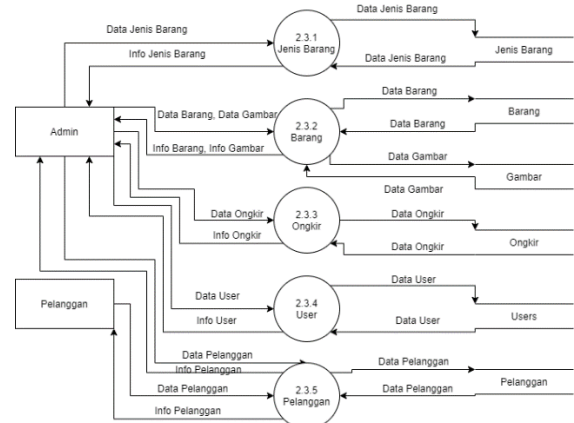 Data Jenis Barang
Data Jenis Barang
2.3.1
Jenis Barang
Jenis Barang
Info Jenis Barang
Data Jenis Barang
Data Barang
Data Barang, Data Gambar
Barang
Admin
2.3.2
Barang
Data Barang
Info Barang, Info Gambar
Data Gambar
Gambar
Data Gambar
Data Ongkir
2.3.3
Ongkir
Data Ongkir
Info Ongkir
Ongkir
Data Ongkir
Data User
Pelanggan
Data User
2.3.4
User
Users
Info User
Data User
Data Pelanggan
Data Pelanggan
Info Pelanggan
Pelanggan
Data Pelanggan
2.3.5
Pelanggan
Data Pelanggan
Info Pelanggan